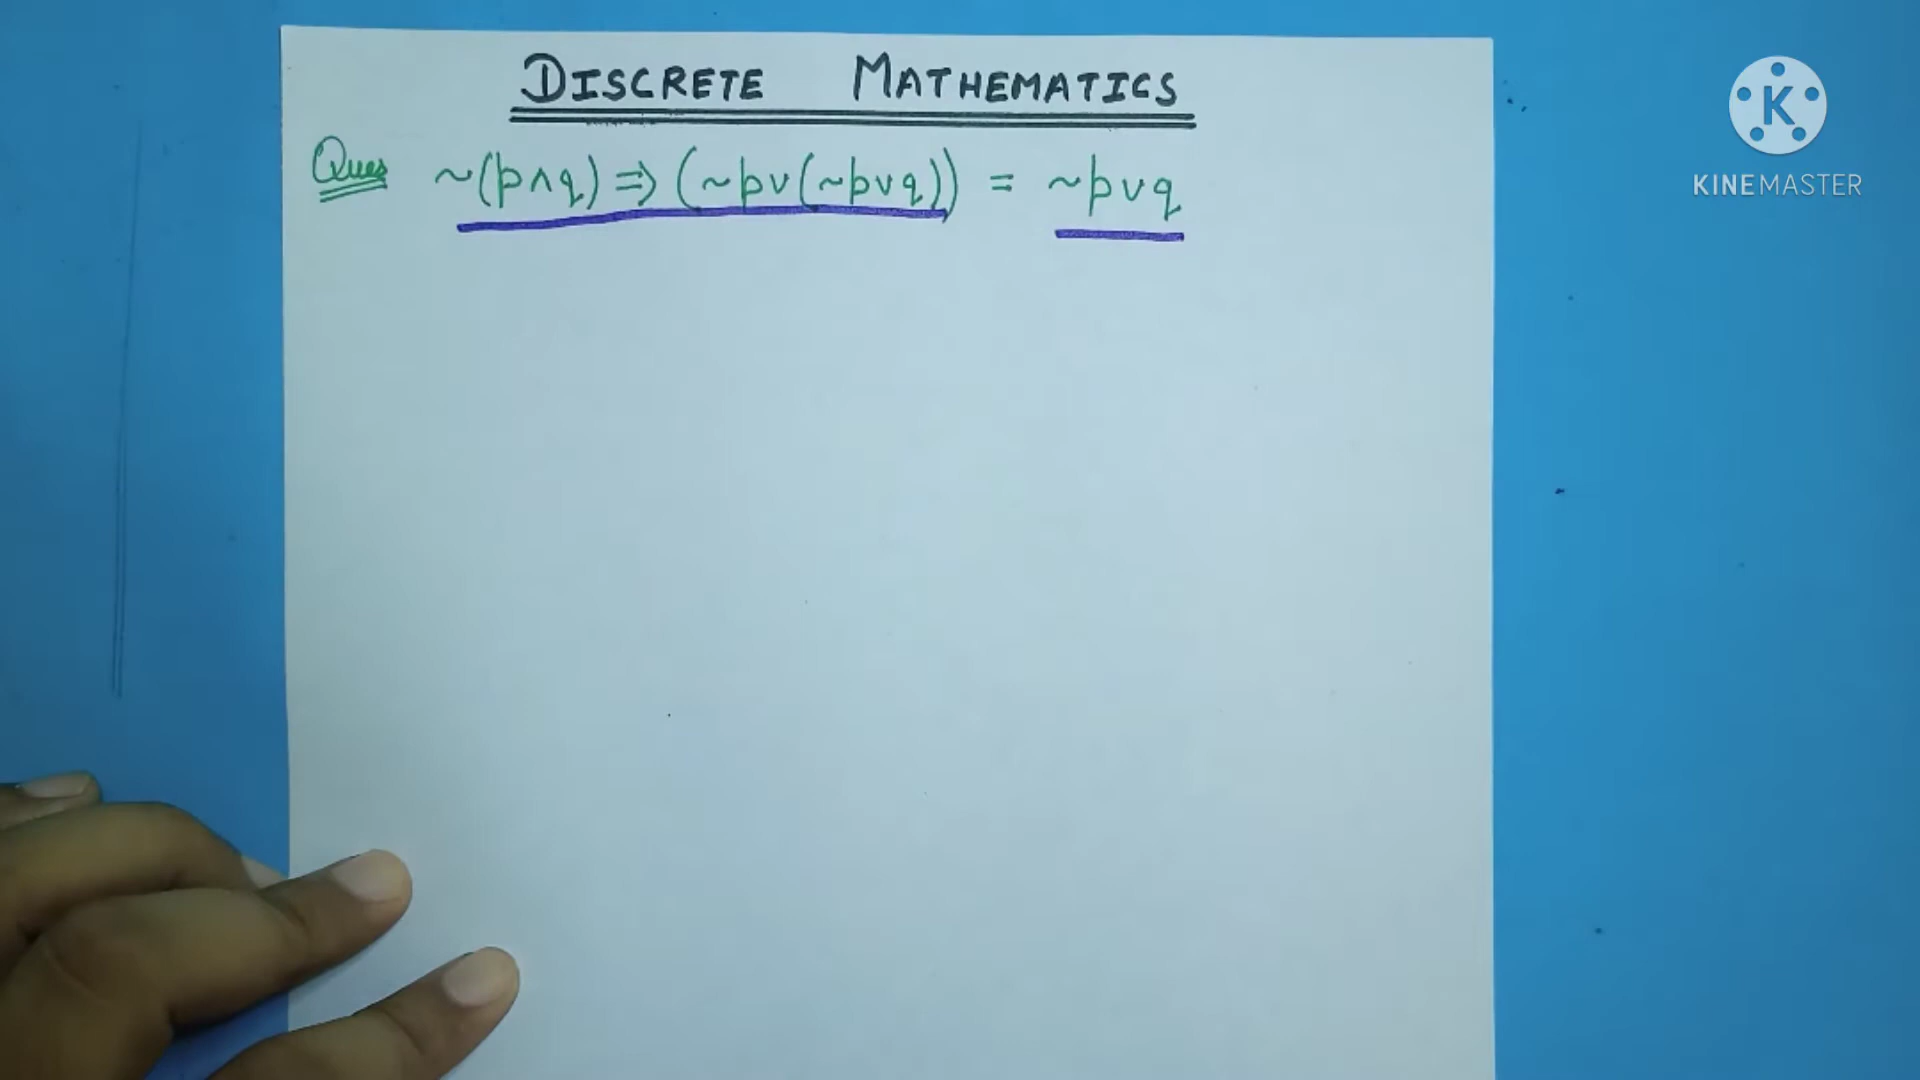 DISCRETE MATHEMATICS
Ques ~(p∧q) ⇒ (~p∨(~p∨q)) = ~p∨q
K
KINEMASTER